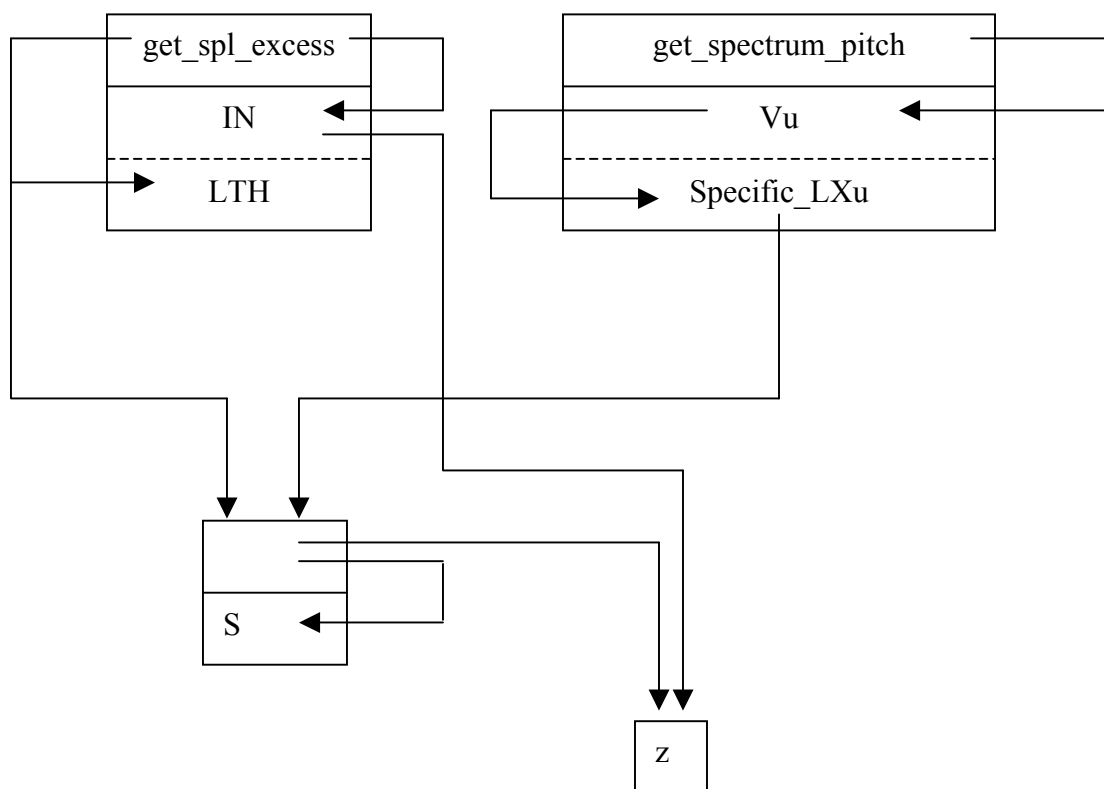 get_spl_excess
IN
LTH
get_spectrum_pitch
Vu
Specific_LXu
S
z